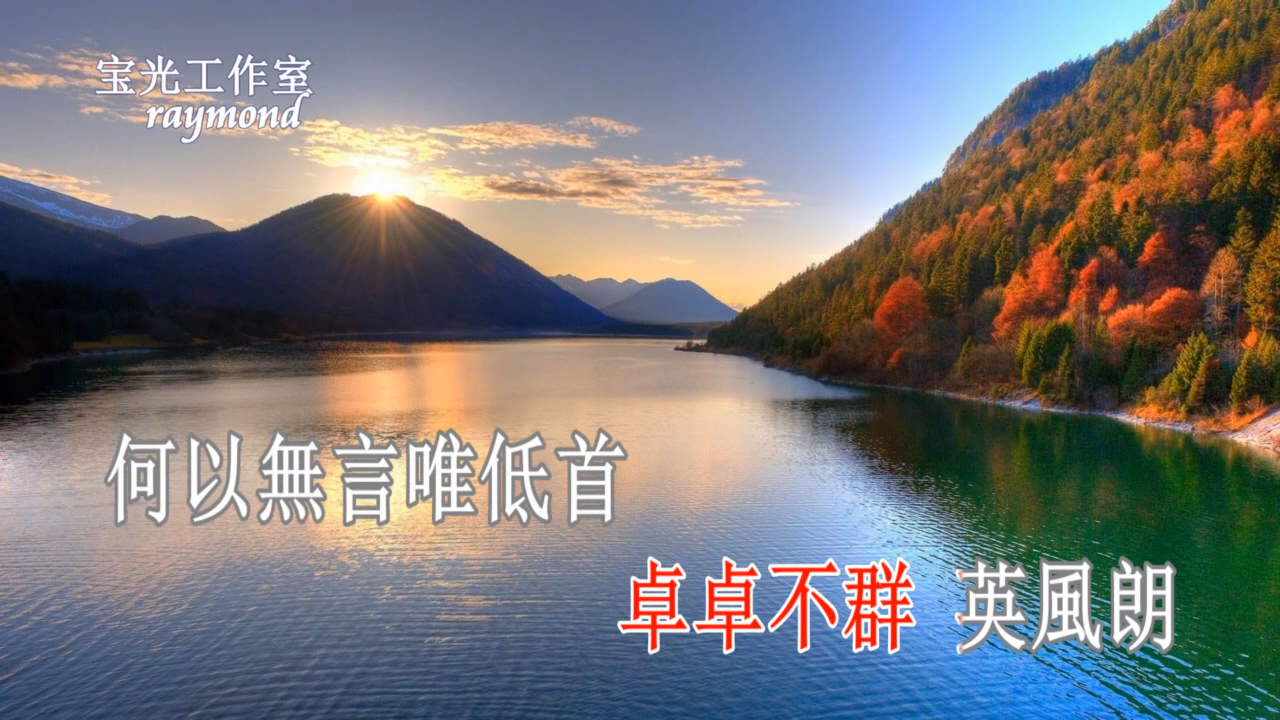 宝光工作室
raymond
何以無言唯低首
卓卓不群 英風朗